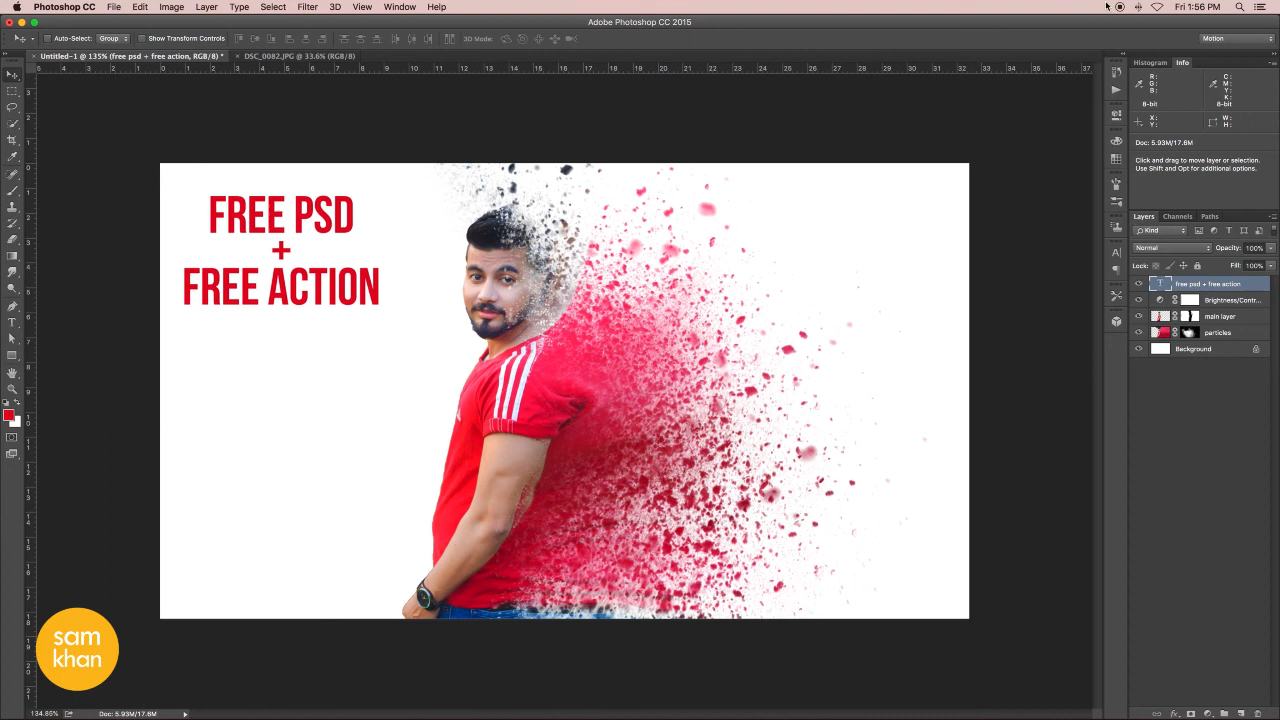 Photoshop CC File Edit Image Layer Type Select Filter 3D View Window Help Fri 1:56 PM
Adobe Photoshop CC 2015
Auto-Select: Group Show Transform Controls 3D Mode: Motion
× Untitled-1 @ 135% (free psd + free action, RGB/8) * × DSC_0082.JPG @ 33.6% (RGB/8)
Histogram Info
R: C:
G: M:
B: Y:
K:
8-bit 8-bit
X: W:
Y: H:
Doc: 5.93M/17.6M
Click and drag to move layer or selection.
Use Shift and Opt for additional options.
Layers Channels Paths
Kind
Normal Opacity: 100%
Lock: Fill: 100%
T free psd + free action
Brightness/Contr...
main layer
particles
Background
FREE PSD
+
FREE ACTION
sam
khan
134.85% Doc: 5.93M/17.6M